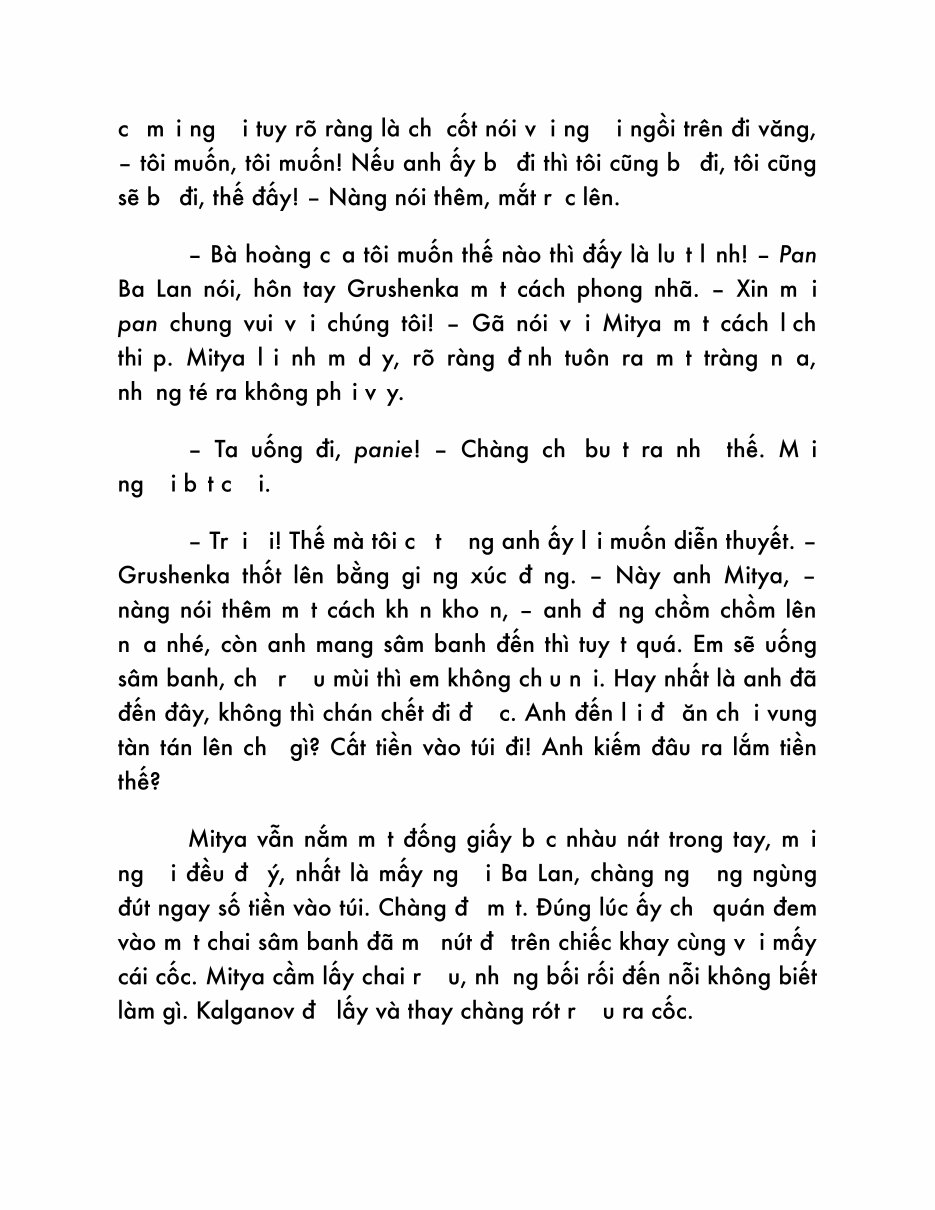 c m i ng i tuy rõ ràng là ch cốt nói v i ng i ngồi trên đi văng,
– tôi muốn, tôi muốn! Nếu anh ấy b đi thì tôi cũng b đi, tôi cũng
sẽ b đi, thế đấy! – Nàng nói thêm, mắt r c lên.
– Bà hoàng c a tôi muốn thế nào thì đấy là lu t l nh! – Pan
Ba Lan nói, hôn tay Grushenka m t cách phong nhã. – Xin m i
pan chung vui v i chúng tôi! – Gã nói v i Mitya m t cách l ch
thi p. Mitya l i nh m d y, rõ ràng đ nh tuôn ra m t tràng n a,
nh ng té ra không ph i v y.
– Ta uống đi, panie! – Chàng ch bu t ra nh thế. M i
ng i b t c i.
– Tr i i! Thế mà tôi c t ng anh ấy l i muốn diễn thuyết. –
Grushenka thốt lên bằng gi ng xúc đ ng. – Này anh Mitya, –
nàng nói thêm m t cách kh n kho n, – anh đ ng chồm chồm lên
n a nhé, còn anh mang sâm banh đến thì tuy t quá. Em sẽ uống
sâm banh, ch r u mùi thì em không ch u n i. Hay nhất là anh đã
đến đây, không thì chán chết đi đ c. Anh đến l i đ ăn ch i vung
tàn tán lên ch gì? Cất tiền vào túi đi! Anh kiếm đâu ra lắm tiền
thế?
Mitya vẫn nắm m t đống giấy b c nhàu nát trong tay, m i
ng i đều đ ý, nhất là mấy ng i Ba Lan, chàng ng ng ngùng
đút ngay số tiền vào túi. Chàng đ m t. Đúng lúc ấy ch quán đem
vào m t chai sâm banh đã m nút đ trên chiếc khay cùng v i mấy
cái cốc. Mitya cầm lấy chai r u, nh ng bối rối đến nỗi không biết
làm gì. Kalganov đ lấy và thay chàng rót r u ra cốc.